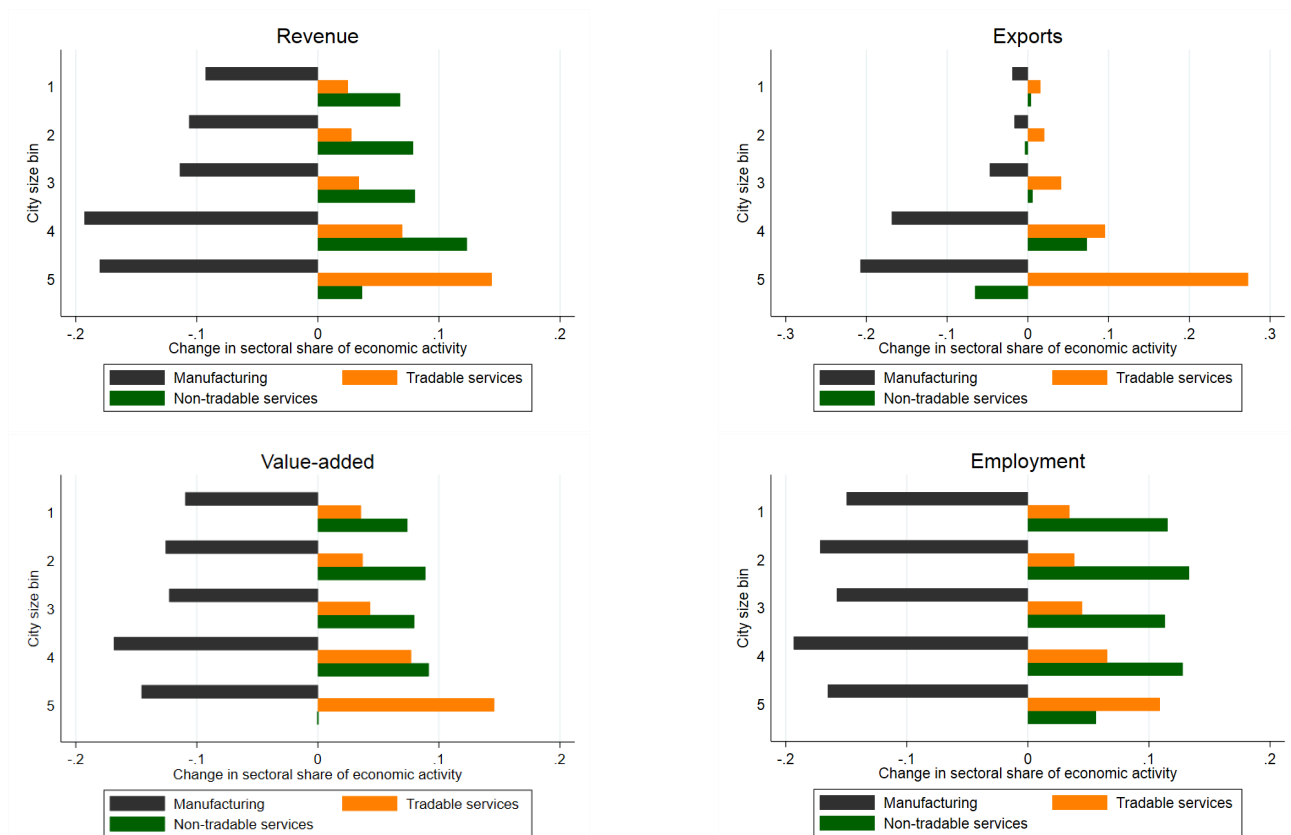 Revenue
City size bin
1
2
3
4
5
-.2 -.1 0 .1 .2
Change in sectoral share of economic activity
Manufacturing Tradable services
Non-tradable services
Exports
City size bin
1
2
3
4
5
-.3 -.2 -.1 0 .1 .2 .3
Change in sectoral share of economic activity
Manufacturing Tradable services
Non-tradable services
Value-added
City size bin
1
2
3
4
5
-.2 -.1 0 .1 .2
Change in sectoral share of economic activity
Manufacturing Tradable services
Non-tradable services
Employment
City size bin
1
2
3
4
5
-.2 -.1 0 .1 .2
Change in sectoral share of economic activity
Manufacturing Tradable services
Non-tradable services